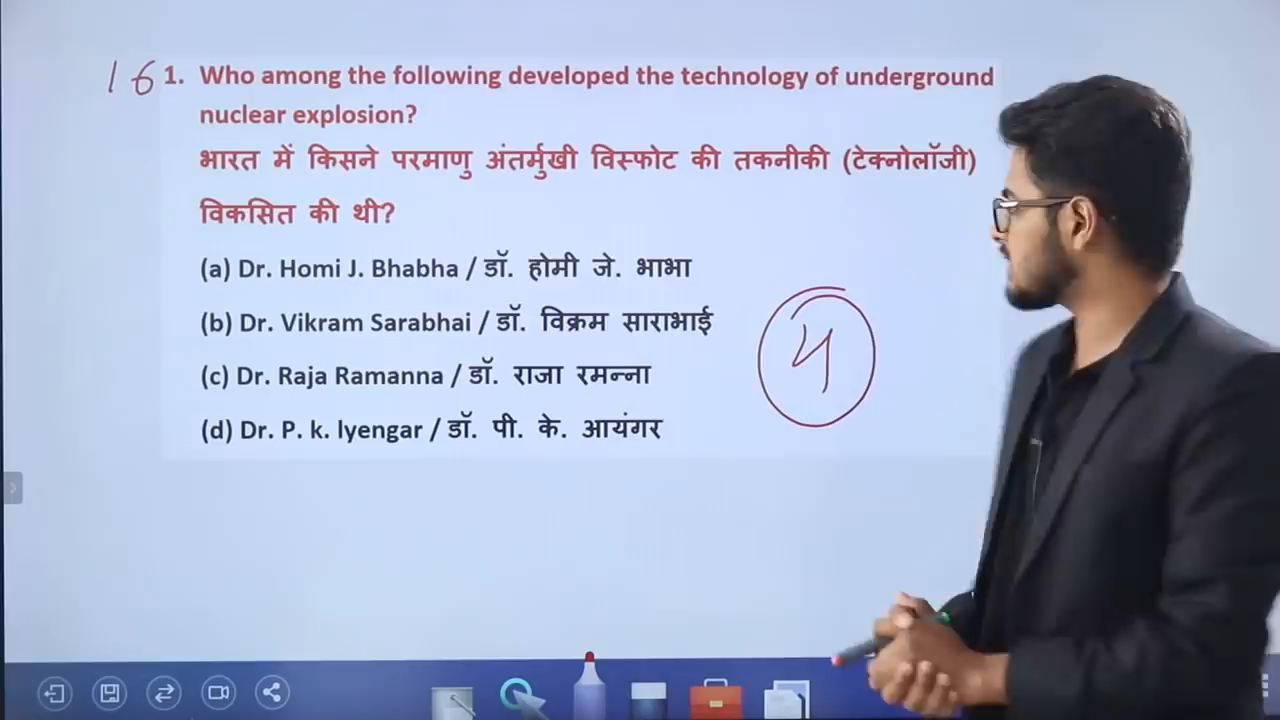 16 1. Who among the following developed the technology of underground
nuclear explosion?
भारत में किसने परमाणु अंतर्मुखी विस्फोट की तकनीकी (टेक्नोलॉजी)
विकसित की थी?
(a) Dr. Homi J. Bhabha / डॉ. होमी जे. भाभा
(b) Dr. Vikram Sarabhai / डॉ. विक्रम साराभाई
(c) Dr. Raja Ramanna / डॉ. राजा रमन्ना
(d) Dr. P. k. Iyengar / डॉ. पी. के. आयंगर
4